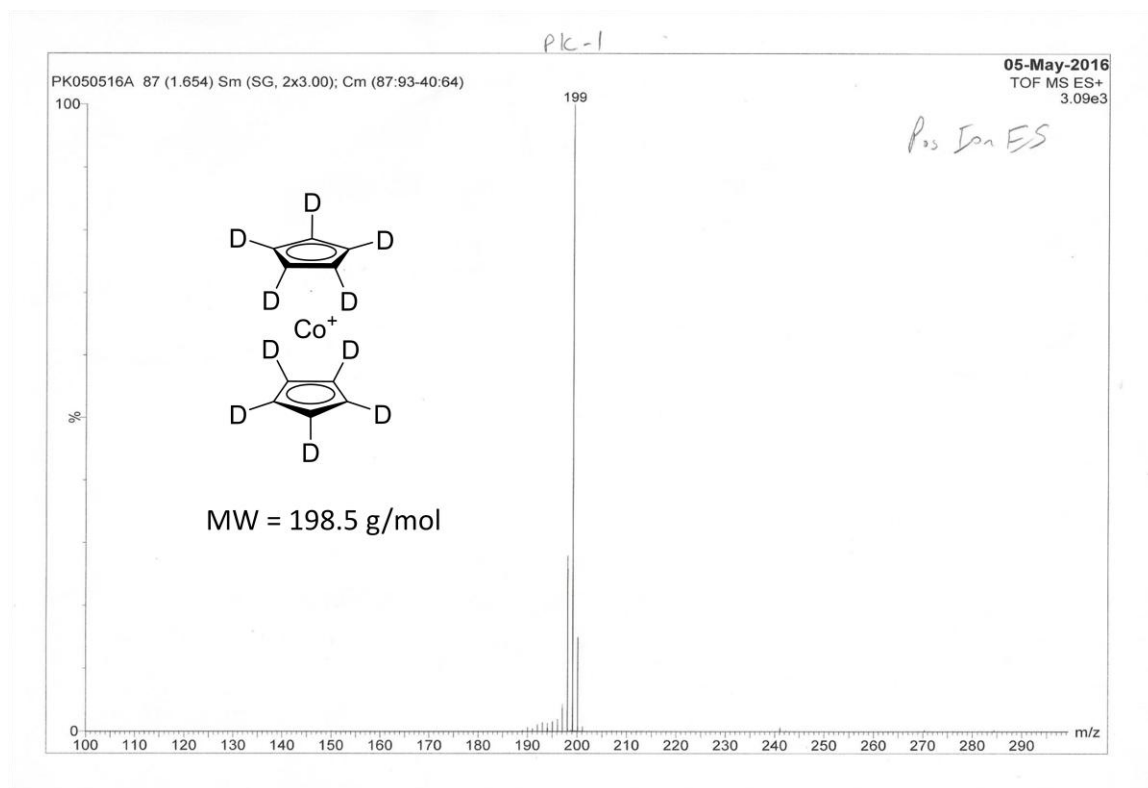 PK-1
PK050516A 87 (1.654) Sm (SG, 2x3.00); Cm (87:93-40:64)
05-May-2016
TOF MS ES+
3.09e3
100
199
Pos Ion ES
D
D D
D D
Co+
D D
D D
D
%
MW = 198.5 g/mol
0
m/z
100 110 120 130 140 150 160 170 180 190 200 210 220 230 240 250 260 270 280 290